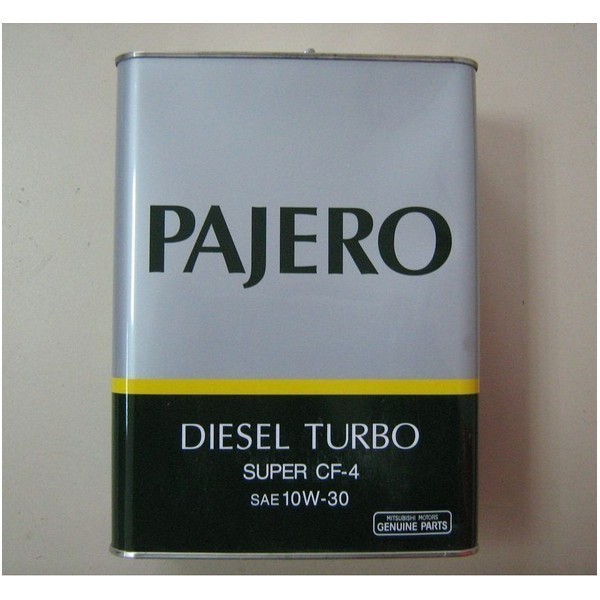 PAJERO
DIESEL TURBO
SUPER CF-4
SAE 10W-30
MITSUBISHI MOTORS
GENUINE PARTS